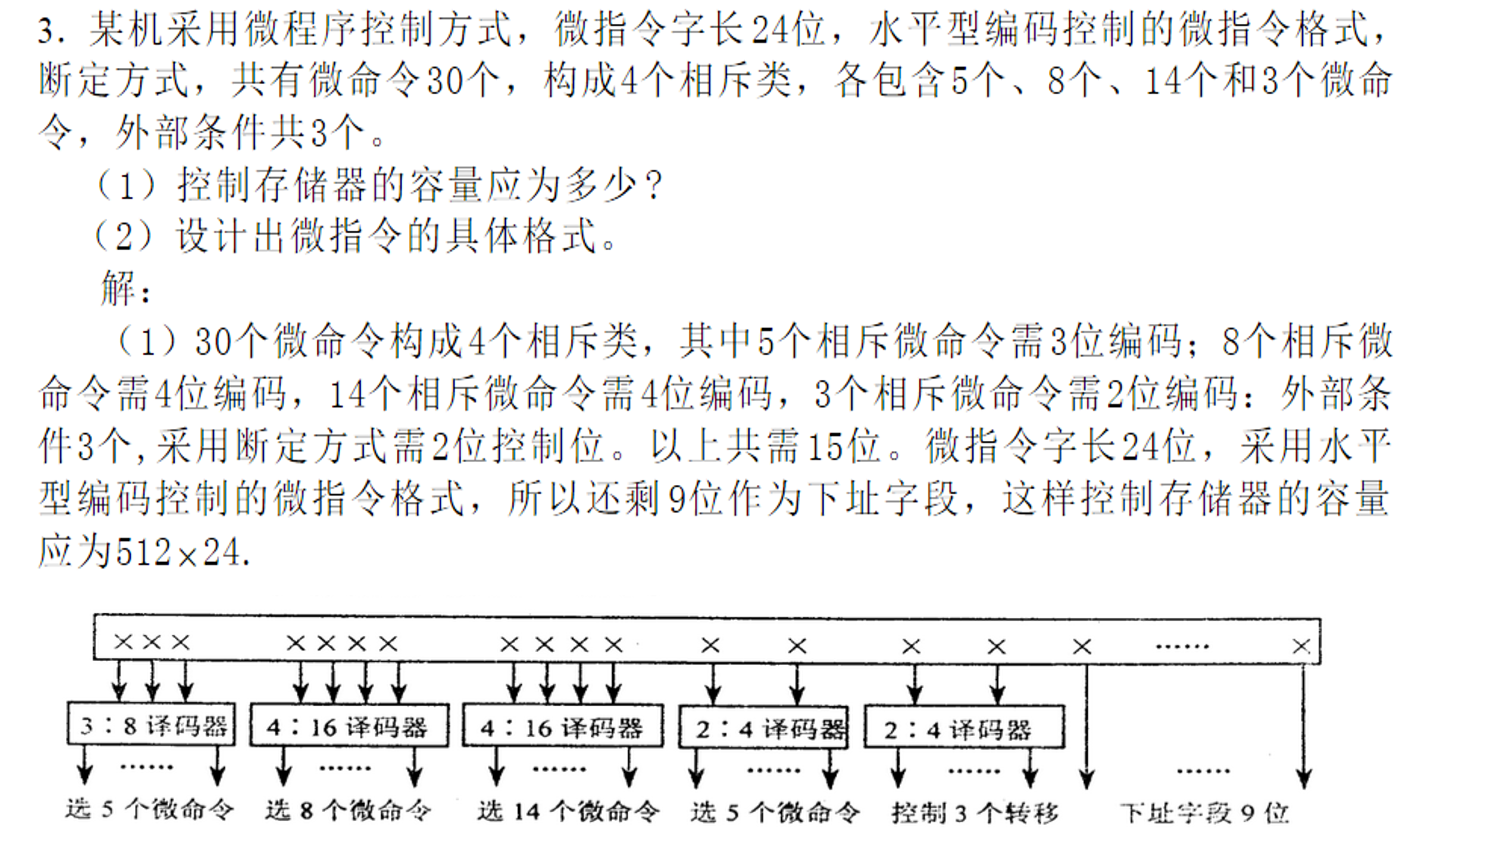 3. 某机采用微程序控制方式，微指令字长24位，水平型编码控制的微指令格式，
断定方式，共有微命令30个，构成4个相斥类，各包含5个、8个、14个和3个微命
令，外部条件共3个。
（1）控制存储器的容量应为多少？
（2）设计出微指令的具体格式。
解：
（1）30个微命令构成4个相斥类，其中5个相斥微命令需3位编码；8个相斥微
命令需4位编码，14个相斥微命令需4位编码，3个相斥微命令需2位编码：外部条
件3个,采用断定方式需2位控制位。以上共需15位。微指令字长24位，采用水平
型编码控制的微指令格式，所以还剩9位作为下址字段，这样控制存储器的容量
应为512×24.
××× ×××× ×××× × × × × × …… ×
3：8 译码器 4：16 译码器 4：16 译码器 2：4 译码器 2：4 译码器
…… …… …… …… …… ……
选 5 个微命令 选 8 个微命令 选 14 个微命令 选 5 个微命令 控制 3 个转移 下址字段 9 位